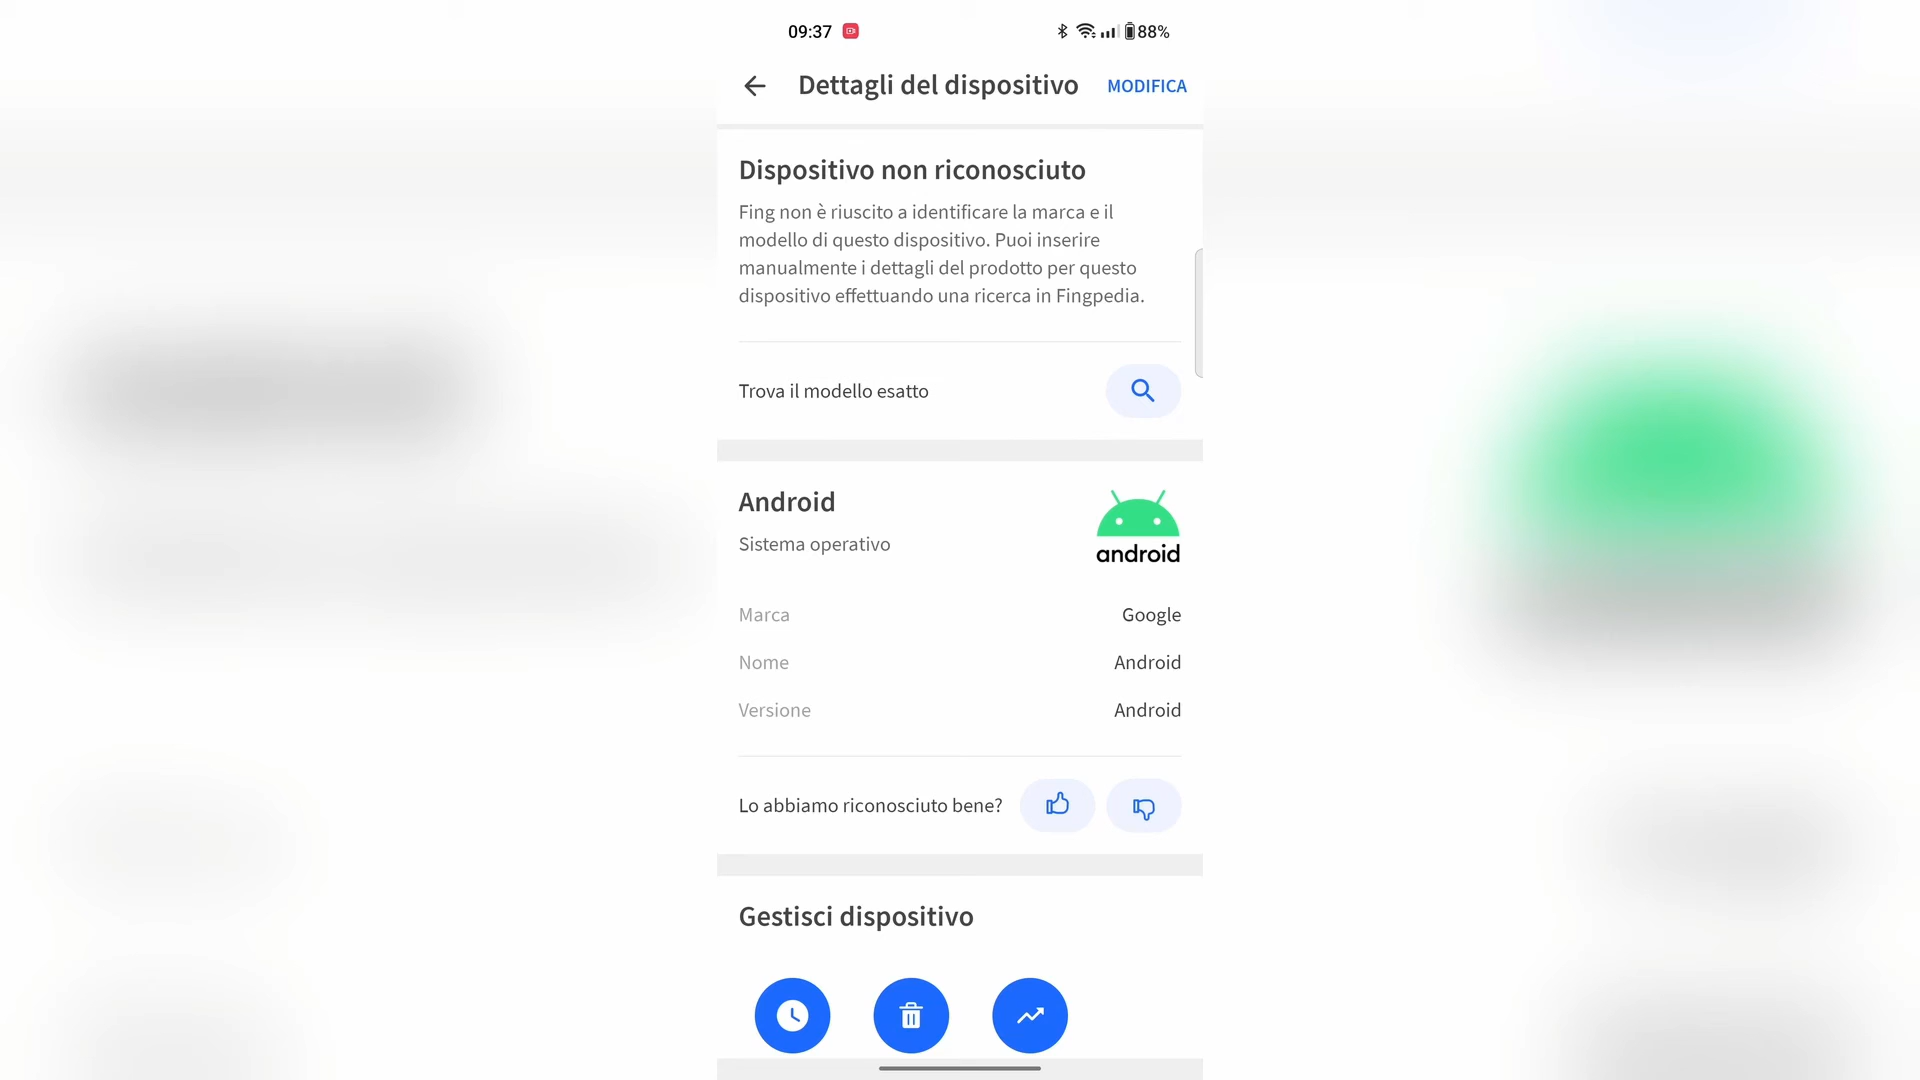 09:37
88%
Dettagli del dispositivo
MODIFICA
Dispositivo non riconosciuto
Fing non è riuscito a identificare la marca e il
modello di questo dispositivo. Puoi inserire
manualmente i dettagli del prodotto per questo
dispositivo effettuando una ricerca in Fingpedia.
Trova il modello esatto
Android
Sistema operativo
android
Marca Google
Nome Android
Versione Android
Lo abbiamo riconosciuto bene?
Gestisci dispositivo